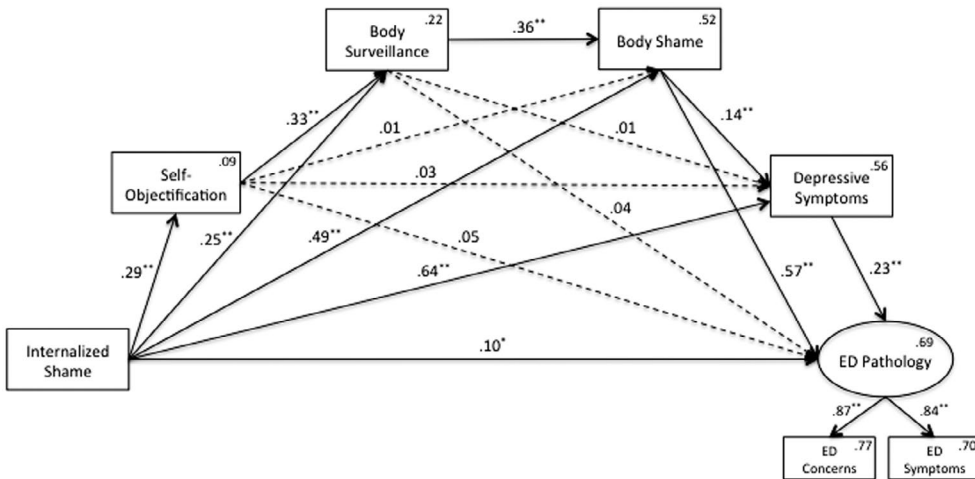 .22
Body
Surveillance
.36**
.52
Body Shame
.33**
.01
.01
.14**
.09
Self-
Objectification
.03
.56
Depressive
Symptoms
.04
.25**
.49**
.05
.29**
.64**
.57**
.23**
Internalized
Shame
.10*
.69
ED Pathology
.87**
.84**
ED
Concerns
.77
ED
Symptoms
.70